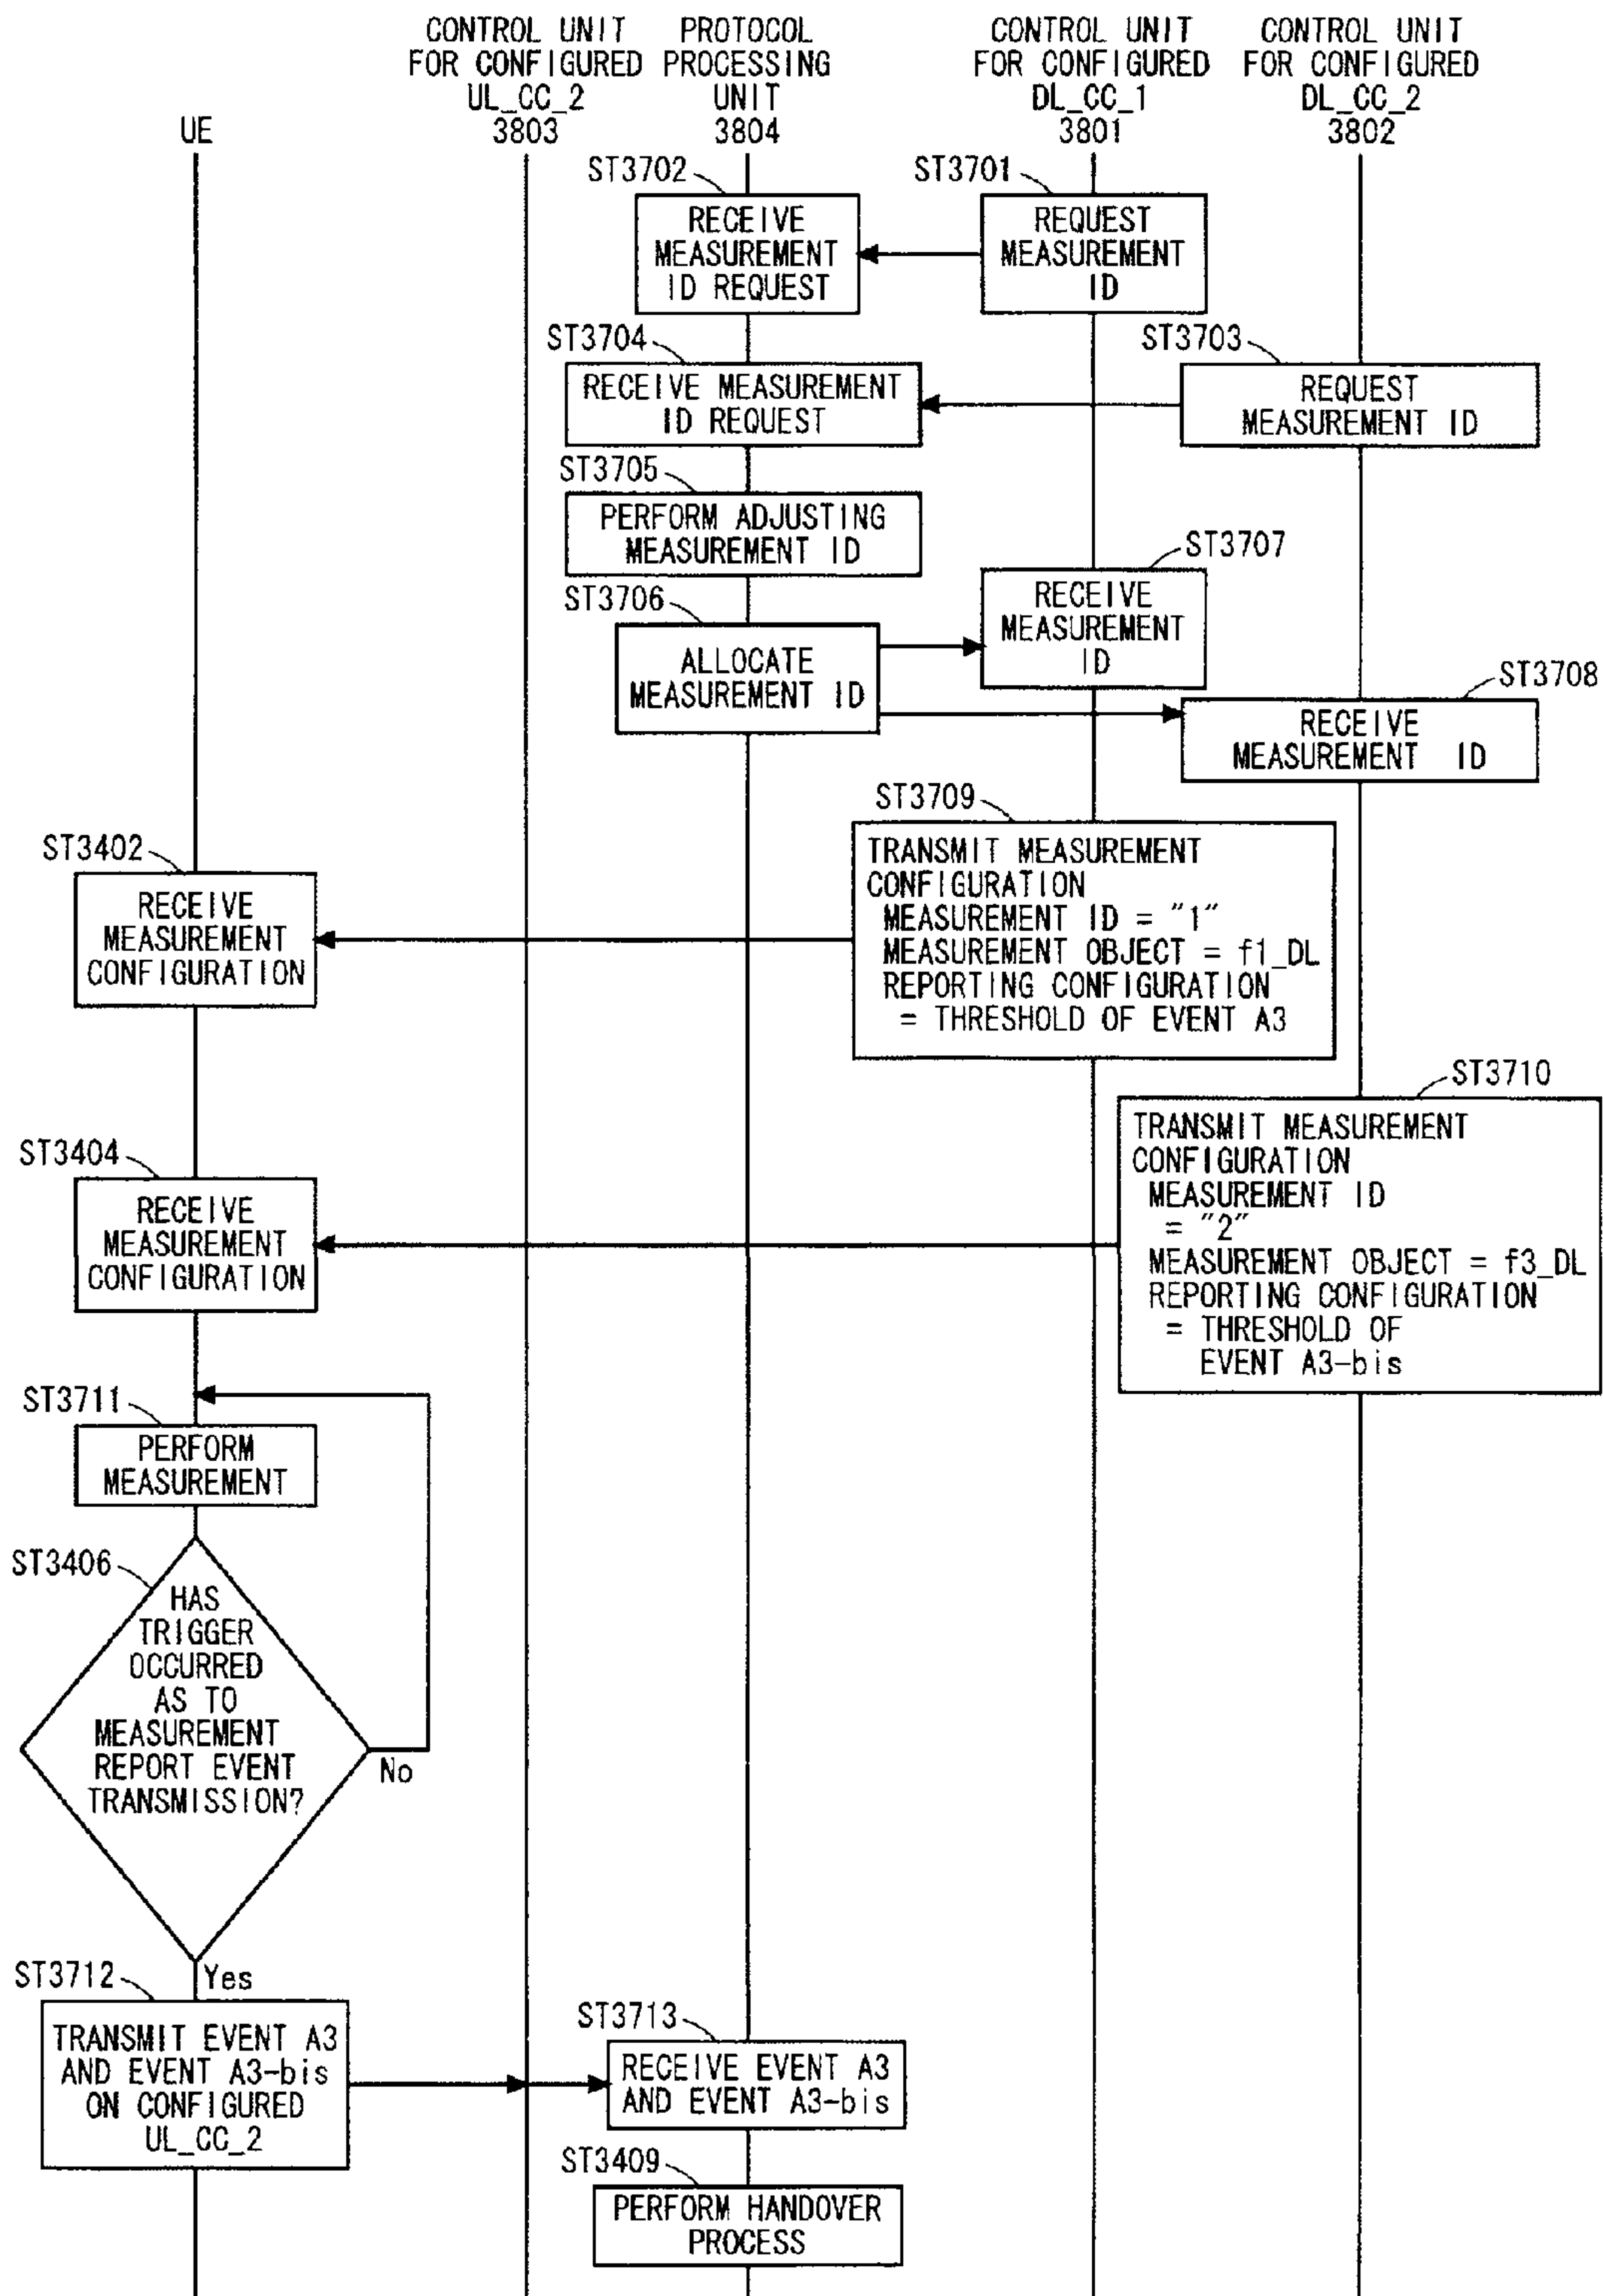 UE
CONTROL UNIT
FOR CONFIGURED
UL_CC_2
3803
PROTOCOL
PROCESSING
UNIT
3804
CONTROL UNIT
FOR CONFIGURED
DL_CC_1
3801
CONTROL UNIT
FOR CONFIGURED
DL_CC_2
3802
ST3702
RECEIVE
MEASUREMENT
ID REQUEST
ST3701
REQUEST
MEASUREMENT
ID
ST3704
RECEIVE MEASUREMENT
ID REQUEST
ST3703
REQUEST
MEASUREMENT ID
ST3705
PERFORM ADJUSTING
MEASUREMENT ID
ST3706
ALLOCATE
MEASUREMENT ID
ST3707
RECEIVE
MEASUREMENT
ID
ST3708
RECEIVE
MEASUREMENT ID
ST3709
TRANSMIT MEASUREMENT
CONFIGURATION
MEASUREMENT ID = "1"
MEASUREMENT OBJECT = f1_DL
REPORTING CONFIGURATION
= THRESHOLD OF EVENT A3
ST3402
RECEIVE
MEASUREMENT
CONFIGURATION
ST3710
TRANSMIT MEASUREMENT
CONFIGURATION
MEASUREMENT ID
= "2"
MEASUREMENT OBJECT = f3_DL
REPORTING CONFIGURATION
= THRESHOLD OF
EVENT A3-bis
ST3404
RECEIVE
MEASUREMENT
CONFIGURATION
ST3711
PERFORM
MEASUREMENT
ST3406
HAS
TRIGGER
OCCURRED
AS TO
MEASUREMENT
REPORT EVENT
TRANSMISSION?
No
Yes
ST3712
TRANSMIT EVENT A3
AND EVENT A3-bis
ON CONFIGURED
UL_CC_2
ST3713
RECEIVE EVENT A3
AND EVENT A3-bis
ST3409
PERFORM HANDOVER
PROCESS